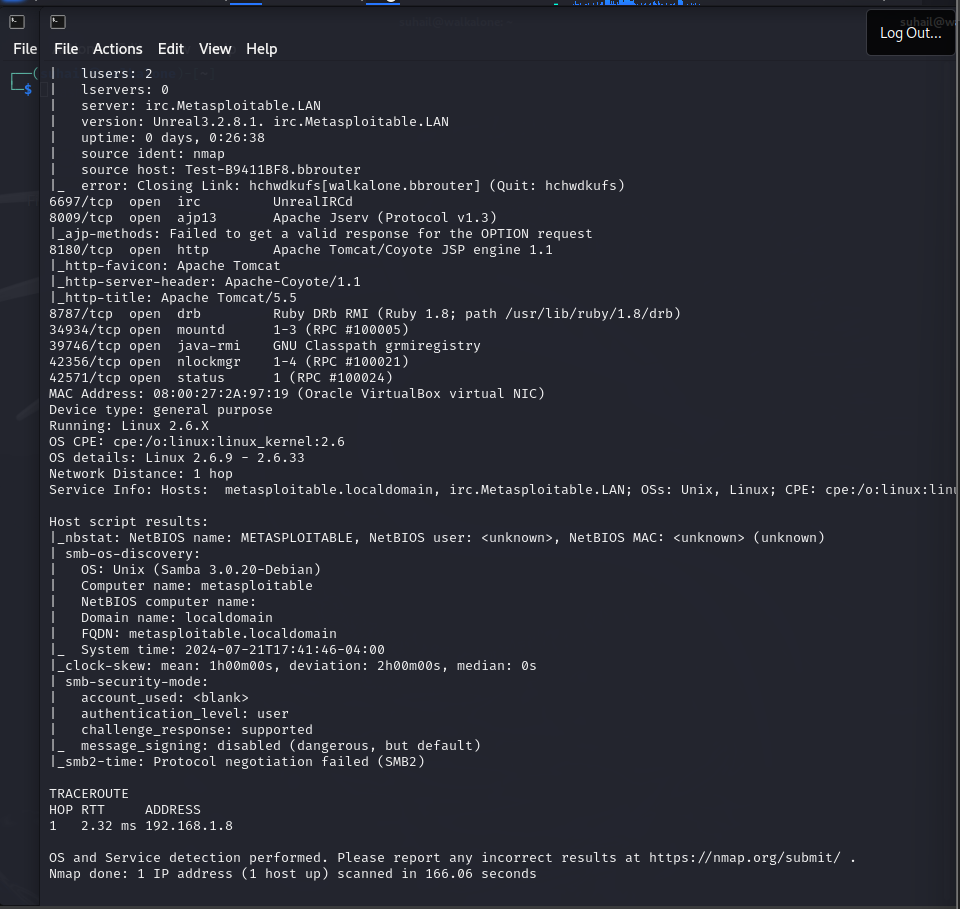 suhail@w
Log Out...
File
File Actions Edit View Help
|   lusers: 2
|   lservers: 0
|   server: irc.Metasploitable.LAN
|   version: Unreal3.2.8.1. irc.Metasploitable.LAN
|   uptime: 0 days, 0:26:38
|   source ident: nmap
|   source host: Test-B9411BF8.bbrouter
|_  error: Closing Link: hchwdkufs[walkalone.bbrouter] (Quit: hchwdkufs)
6697/tcp  open  irc         UnrealIRCd
8009/tcp  open  ajp13       Apache Jserv (Protocol v1.3)
|_ajp-methods: Failed to get a valid response for the OPTION request
8180/tcp  open  http        Apache Tomcat/Coyote JSP engine 1.1
|_http-favicon: Apache Tomcat
|_http-server-header: Apache-Coyote/1.1
|_http-title: Apache Tomcat/5.5
8787/tcp  open  drb         Ruby DRb RMI (Ruby 1.8; path /usr/lib/ruby/1.8/drb)
34934/tcp open  mountd      1-3 (RPC #100005)
39746/tcp open  java-rmi    GNU Classpath grmiregistry
42356/tcp open  nlockmgr    1-4 (RPC #100021)
42571/tcp open  status      1 (RPC #100024)
MAC Address: 08:00:27:2A:97:19 (Oracle VirtualBox virtual NIC)
Device type: general purpose
Running: Linux 2.6.X
OS CPE: cpe:/o:linux:linux_kernel:2.6
OS details: Linux 2.6.9 - 2.6.33
Network Distance: 1 hop
Service Info: Hosts:  metasploitable.localdomain, irc.Metasploitable.LAN; OSs: Unix, Linux; CPE: cpe:/o:linux:linu

Host script results:
|_nbstat: NetBIOS name: METASPLOITABLE, NetBIOS user: <unknown>, NetBIOS MAC: <unknown> (unknown)
| smb-os-discovery:
|   OS: Unix (Samba 3.0.20-Debian)
|   Computer name: metasploitable
|   NetBIOS computer name:
|   Domain name: localdomain
|   FQDN: metasploitable.localdomain
|_  System time: 2024-07-21T17:41:46-04:00
|_clock-skew: mean: 1h00m00s, deviation: 2h00m00s, median: 0s
| smb-security-mode:
|   account_used: <blank>
|   authentication_level: user
|   challenge_response: supported
|_  message_signing: disabled (dangerous, but default)
|_smb2-time: Protocol negotiation failed (SMB2)

TRACEROUTE
HOP RTT     ADDRESS
1   2.32 ms 192.168.1.8

OS and Service detection performed. Please report any incorrect results at https://nmap.org/submit/ .
Nmap done: 1 IP address (1 host up) scanned in 166.06 seconds